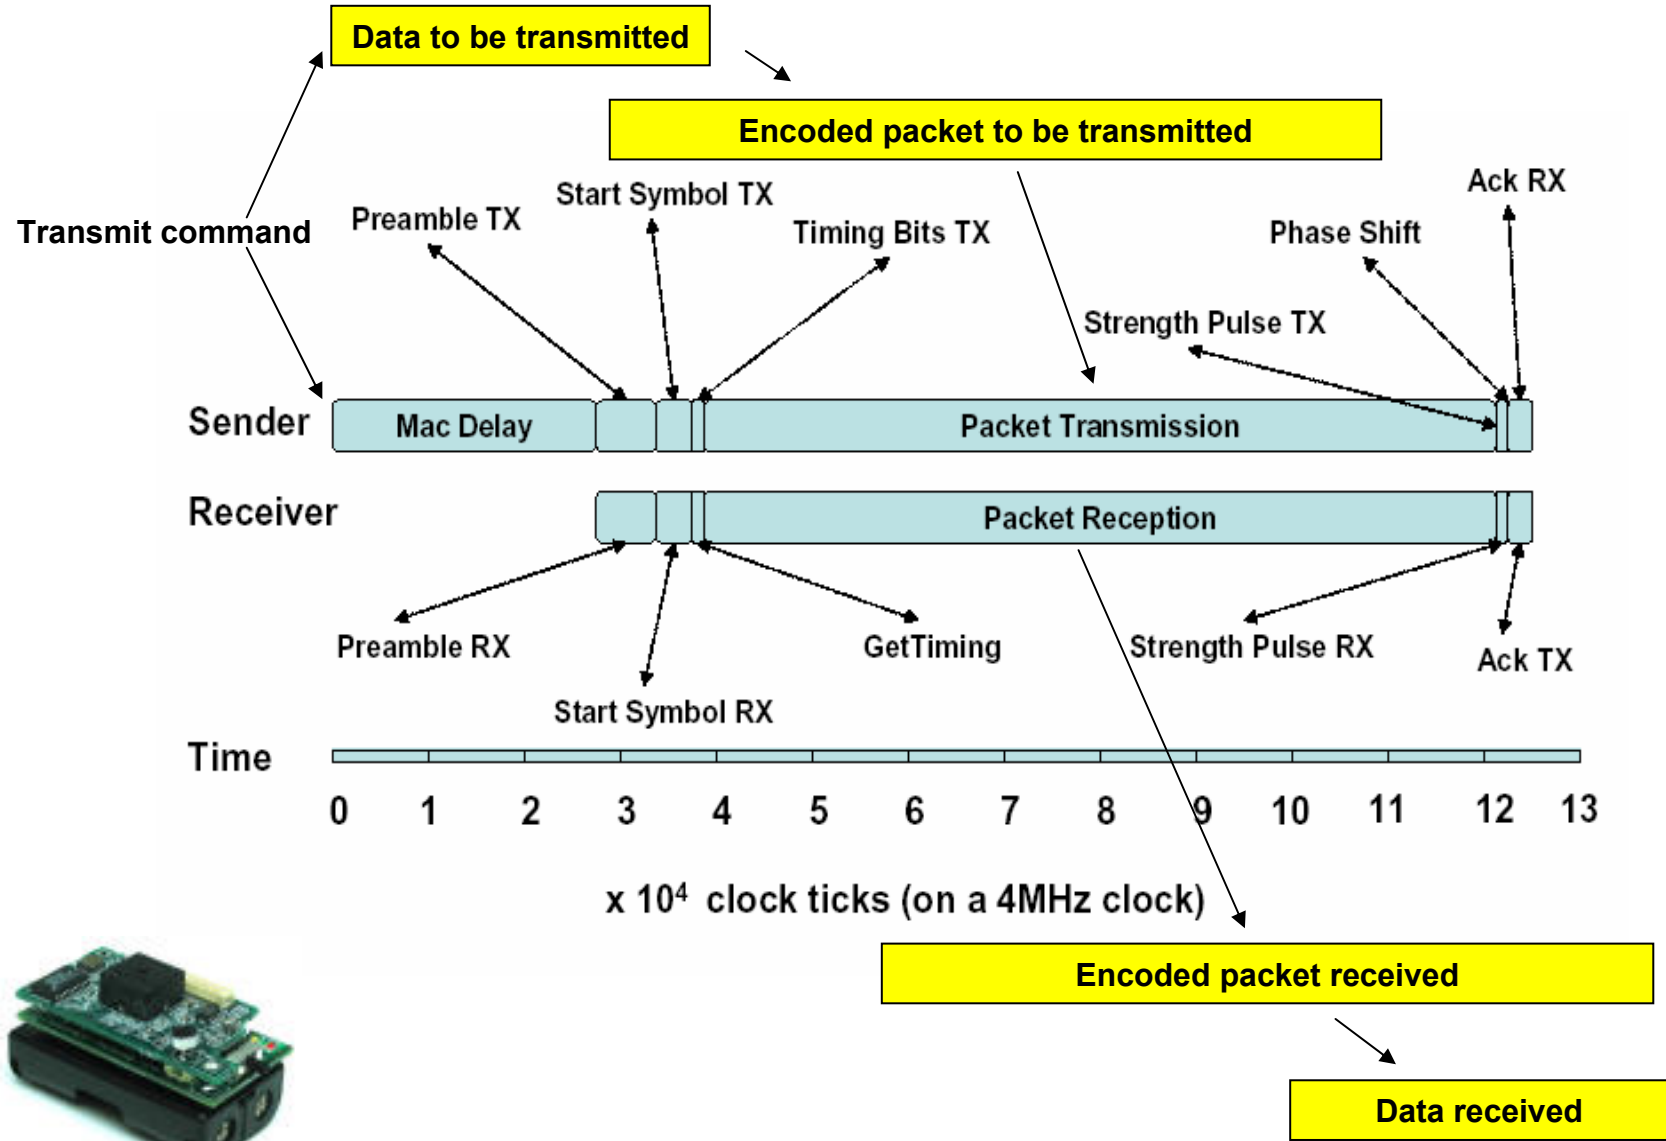 Data to be transmitted
Encoded packet to be transmitted
Ack RX
Start Symbol TX
Preamble TX
Transmit command
Timing Bits TX
Phase Shift
Strength Pulse TX
Sender
Mac Delay
Packet Transmission
Receiver
Packet Reception
Preamble RX
GetTiming
Strength Pulse RX
Ack TX
Start Symbol RX
Time
0 1 2 3 4 5 6 7 8 9 10 11 12 13
x 10⁴ clock ticks (on a 4MHz clock)
Encoded packet received
Data received